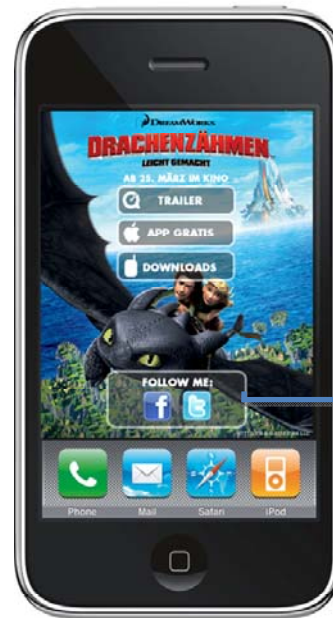 DREAMWORKS
DRACHENZÄHMEN
LEICHT GEMACHT
AB 25. MÄRZ IM KINO
TRAILER
APP GRATIS
DOWNLOADS
FOLLOW ME:
f
t
Phone
Mail
Safari
iPod